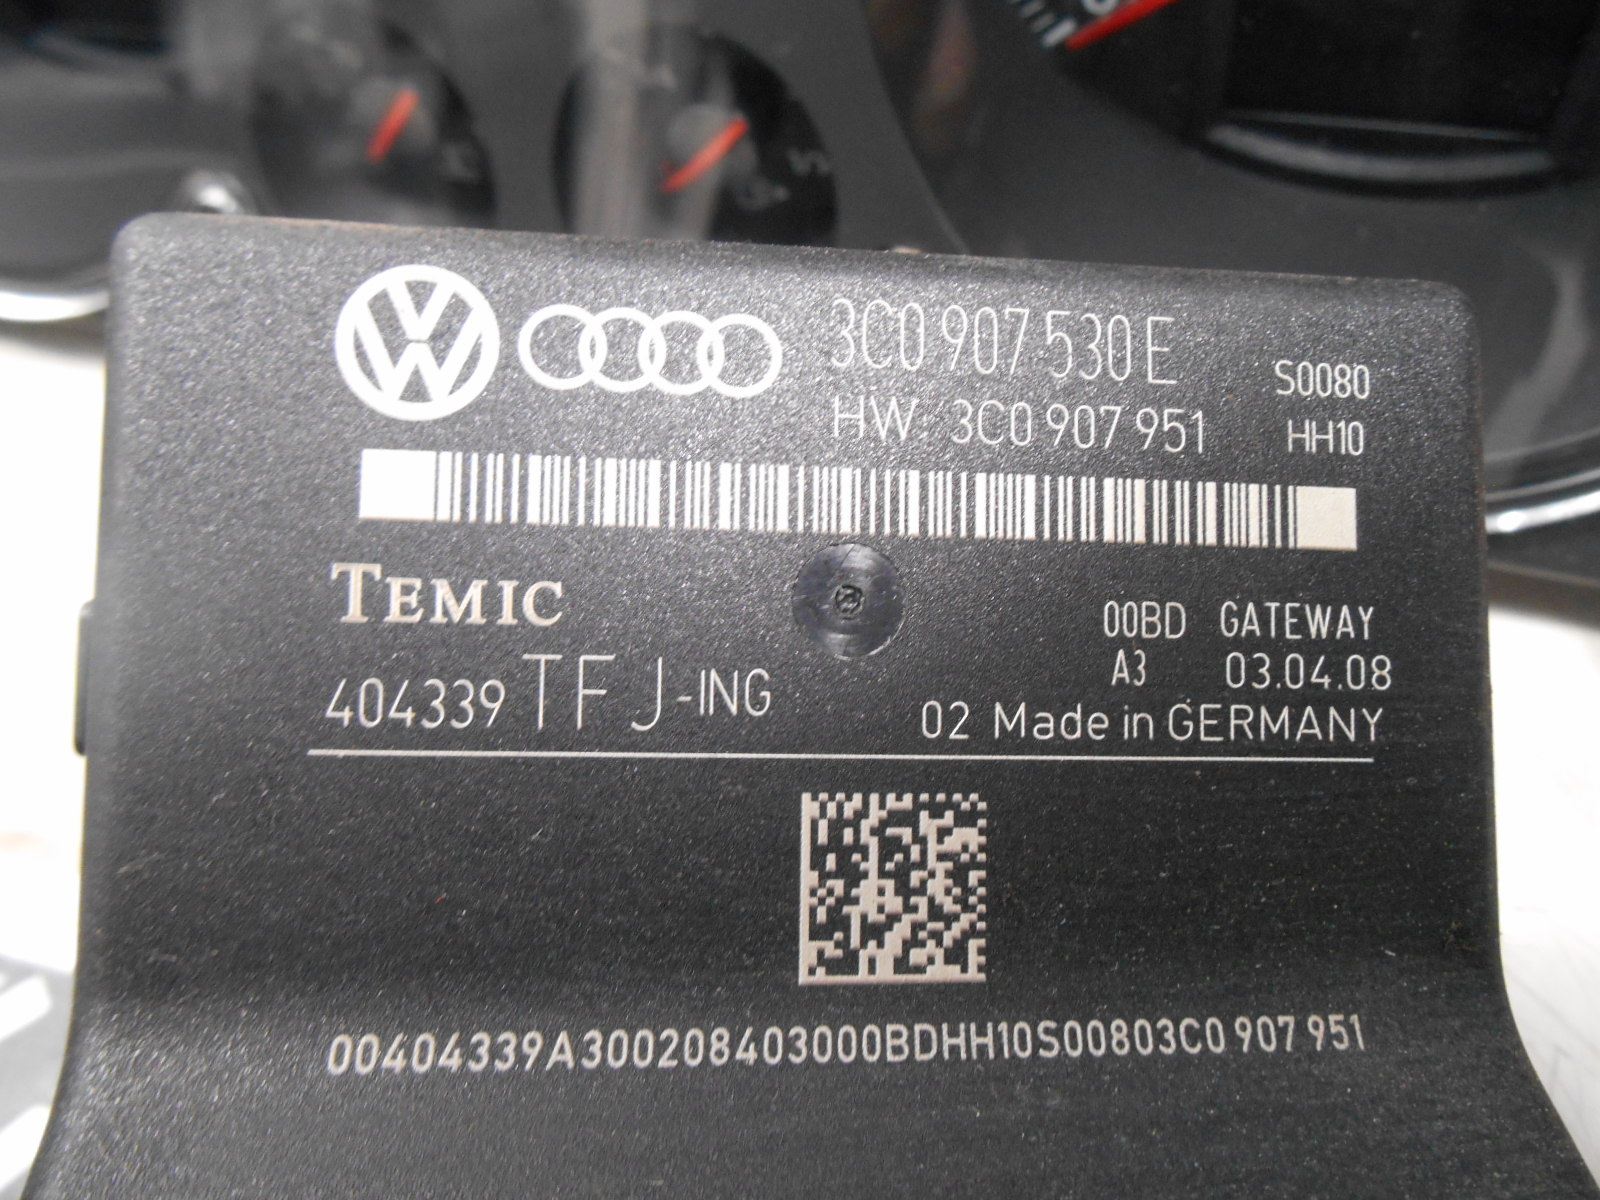 3C0 907 530 E
S0080
HW: 3C0 907 951
HH10
TEMIC
00BD GATEWAY
A3 03.04.08
404339 TFJ-ING
02 Made in GERMANY
00404339A300208403000BDHH10S00803C0 907 951